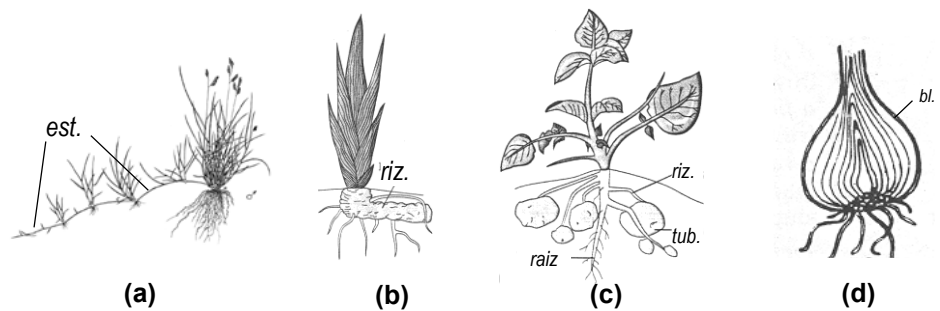 est.
(a)
riz.
(b)
riz.
tub.
raiz
(c)
bl.
(d)